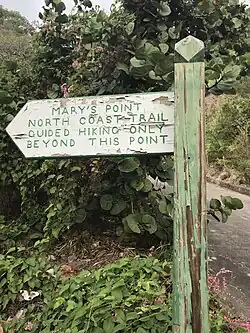 MARY'S POINT
NORTH COAST TRAIL
GUIDED HIKING ONLY
BEYOND THIS POINT